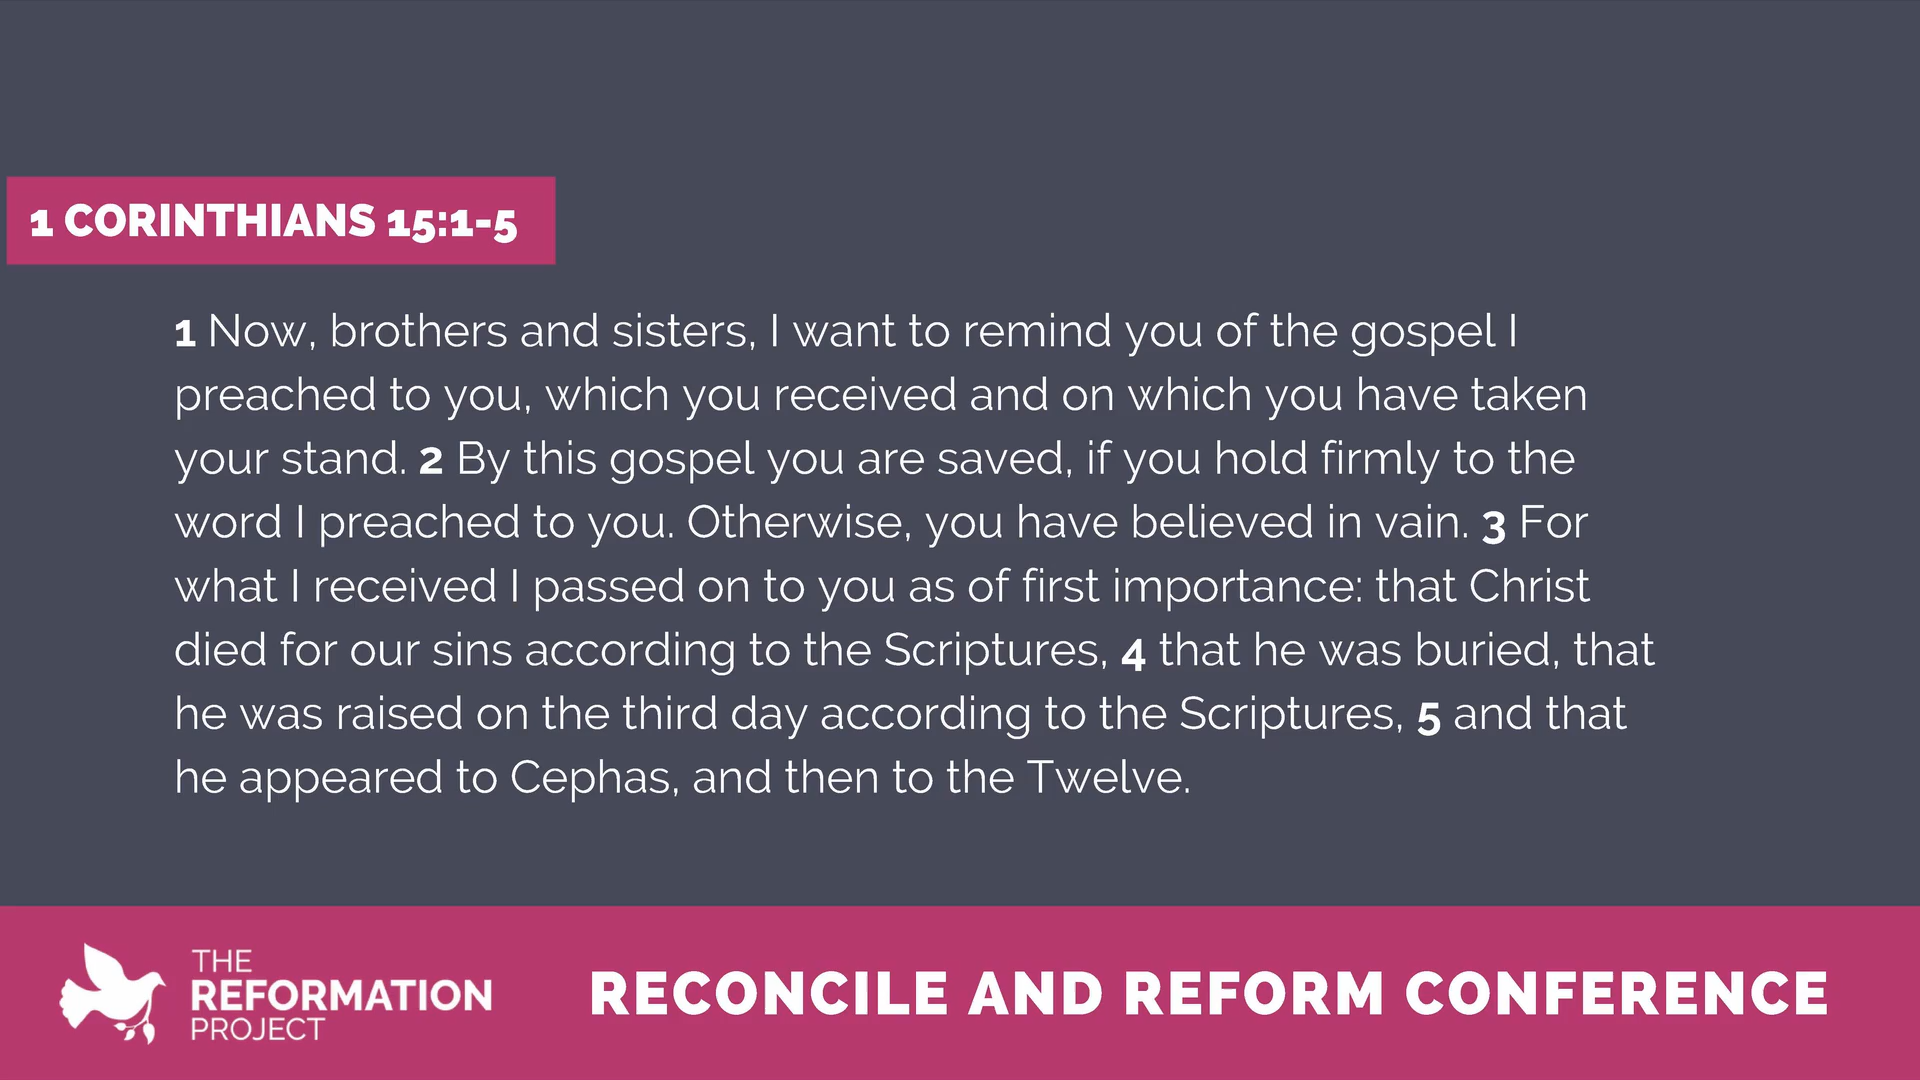 1 CORINTHIANS 15:1-5
1 Now, brothers and sisters, I want to remind you of the gospel I
preached to you, which you received and on which you have taken
your stand. 2 By this gospel you are saved, if you hold firmly to the
word I preached to you. Otherwise, you have believed in vain. 3 For
what I received I passed on to you as of first importance: that Christ
died for our sins according to the Scriptures, 4 that he was buried, that
he was raised on the third day according to the Scriptures, 5 and that
he appeared to Cephas, and then to the Twelve.
THE
REFORMATION
PROJECT
RECONCILE AND REFORM CONFERENCE